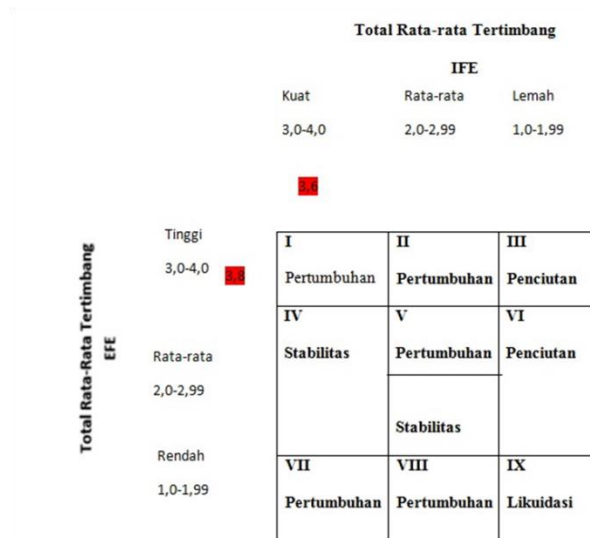 Total Rata-rata Tertimbang
IFE
Kuat Rata-rata Lemah
3,0-4,0 2,0-2,99 1,0-1,99
3,6
Total Rata-Rata Tertimbang
EFE
Tinggi
3,0-4,0
3,8
I II III
Pertumbuhan Pertumbuhan Penciutan
IV V VI
Stabilitas Pertumbuhan Penciutan
Rata-rata
2,0-2,99
Stabilitas
Rendah
1,0-1,99
VII VIII IX
Pertumbuhan Pertumbuhan Likuidasi